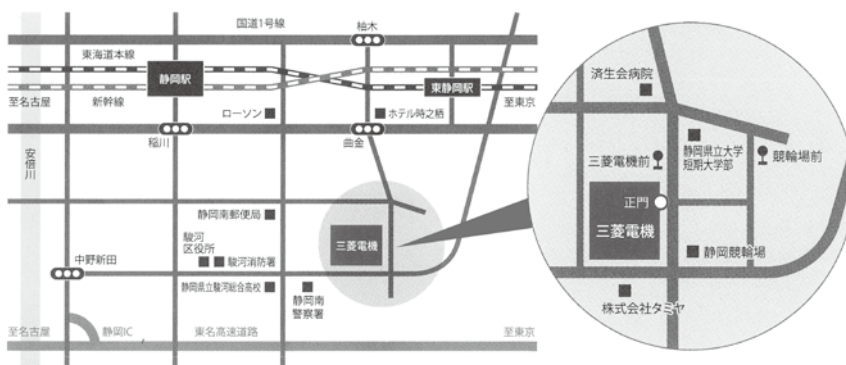 国道1号線
柚木
東海道本線
静岡駅
東静岡駅
至名古屋
新幹線
至東京
ローソン
ホテル時之栖
稲川
曲金
安倍川
静岡南郵便局
駿河
区役所
駿河消防署
三菱電機
中野新田
静岡県立駿河総合高校
静岡南
警察署
至名古屋
静岡IC
東名高速道路
至東京
済生会病院
三菱電機前
静岡県立大学
短期大学部
競輪場前
正門
三菱電機
静岡競輪場
株式会社タミヤ